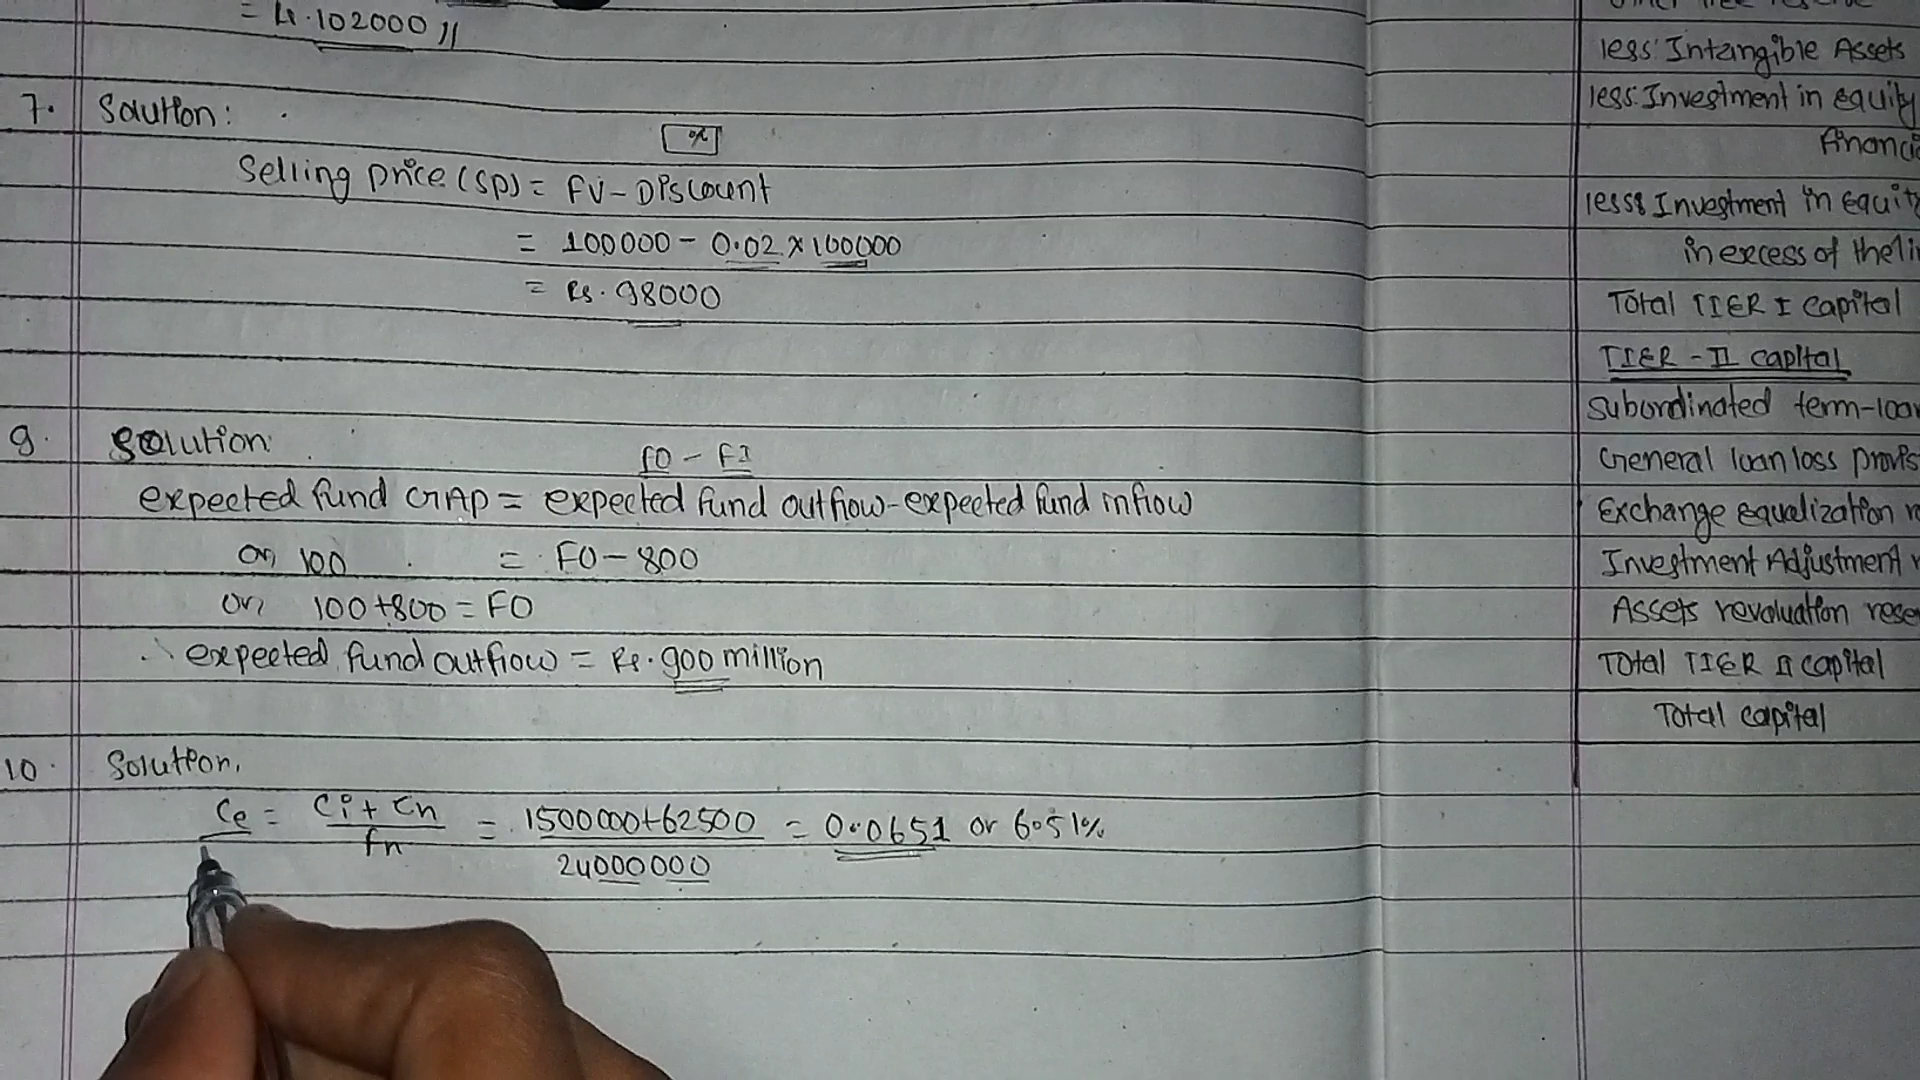 = Rs.102000 //
7. Solution:
%
Selling price (SP) = FV - Discount
= 100000 - 0.02 × 100000
= Rs. 98000
9. Solution:
FO - FI
expected fund GAP = expected fund outflow - expected fund inflow
or, 100 = FO - 800
or, 100 + 800 = FO
∴ expected fund outflow = Rs. 900 million
10. Solution,
Ce = Ci + Cn / fn = 1500000 + 62500 / 24000000 = 0.0651 or 6.51%
less: Intangible Assets
less: Investment in equity
financi
less: Investment in equit
in excess of the li
Total TIER I capital
TIER - II capital
subordinated term-loan
General loan loss provis
Exchange equalization r
Investment Adjustment r
Assets revaluation rese
Total TIER II capital
Total capital